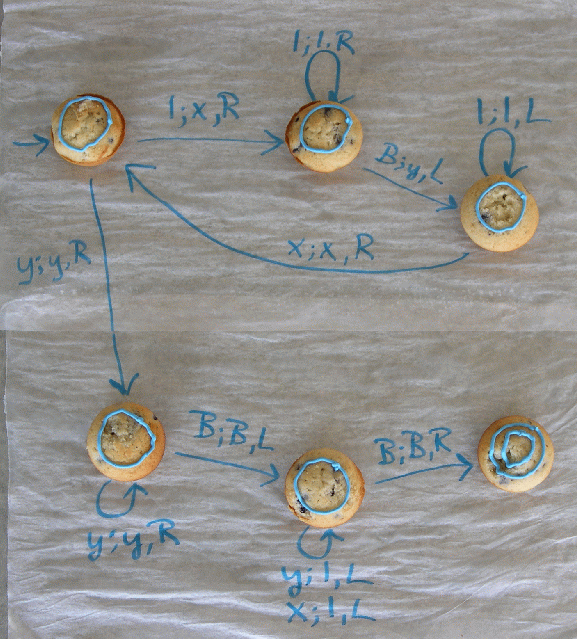 1;1,R
1;x,R
1;1,L
B;y,L
x;x,R
y;y,R
B;B,L
B;B,R
y;y,R
y;1,L
x;1,L